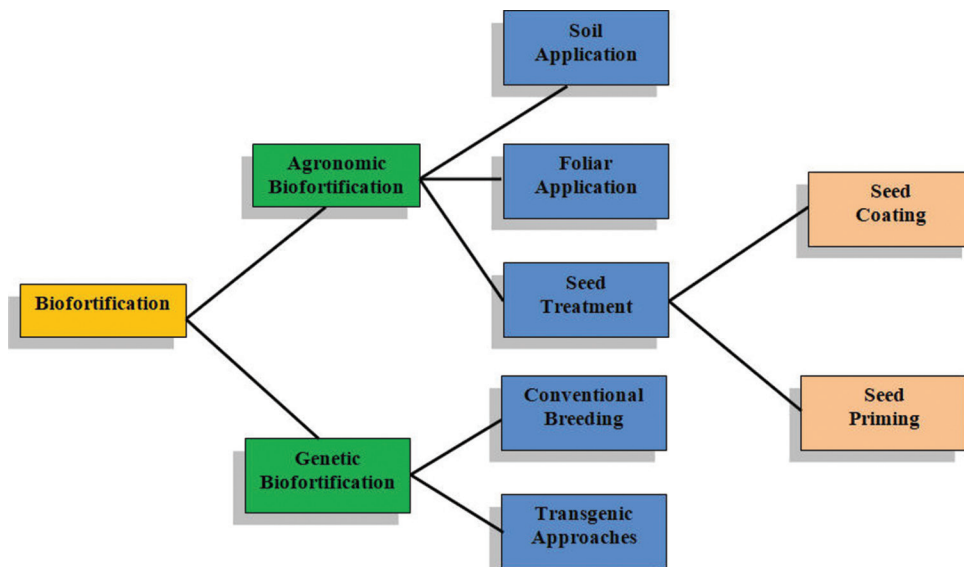 Soil
Application
Agronomic
Biofortification
Foliar
Application
Seed
Coating
Biofortification
Seed
Treatment
Conventional
Breeding
Seed
Priming
Genetic
Biofortification
Transgenic
Approaches